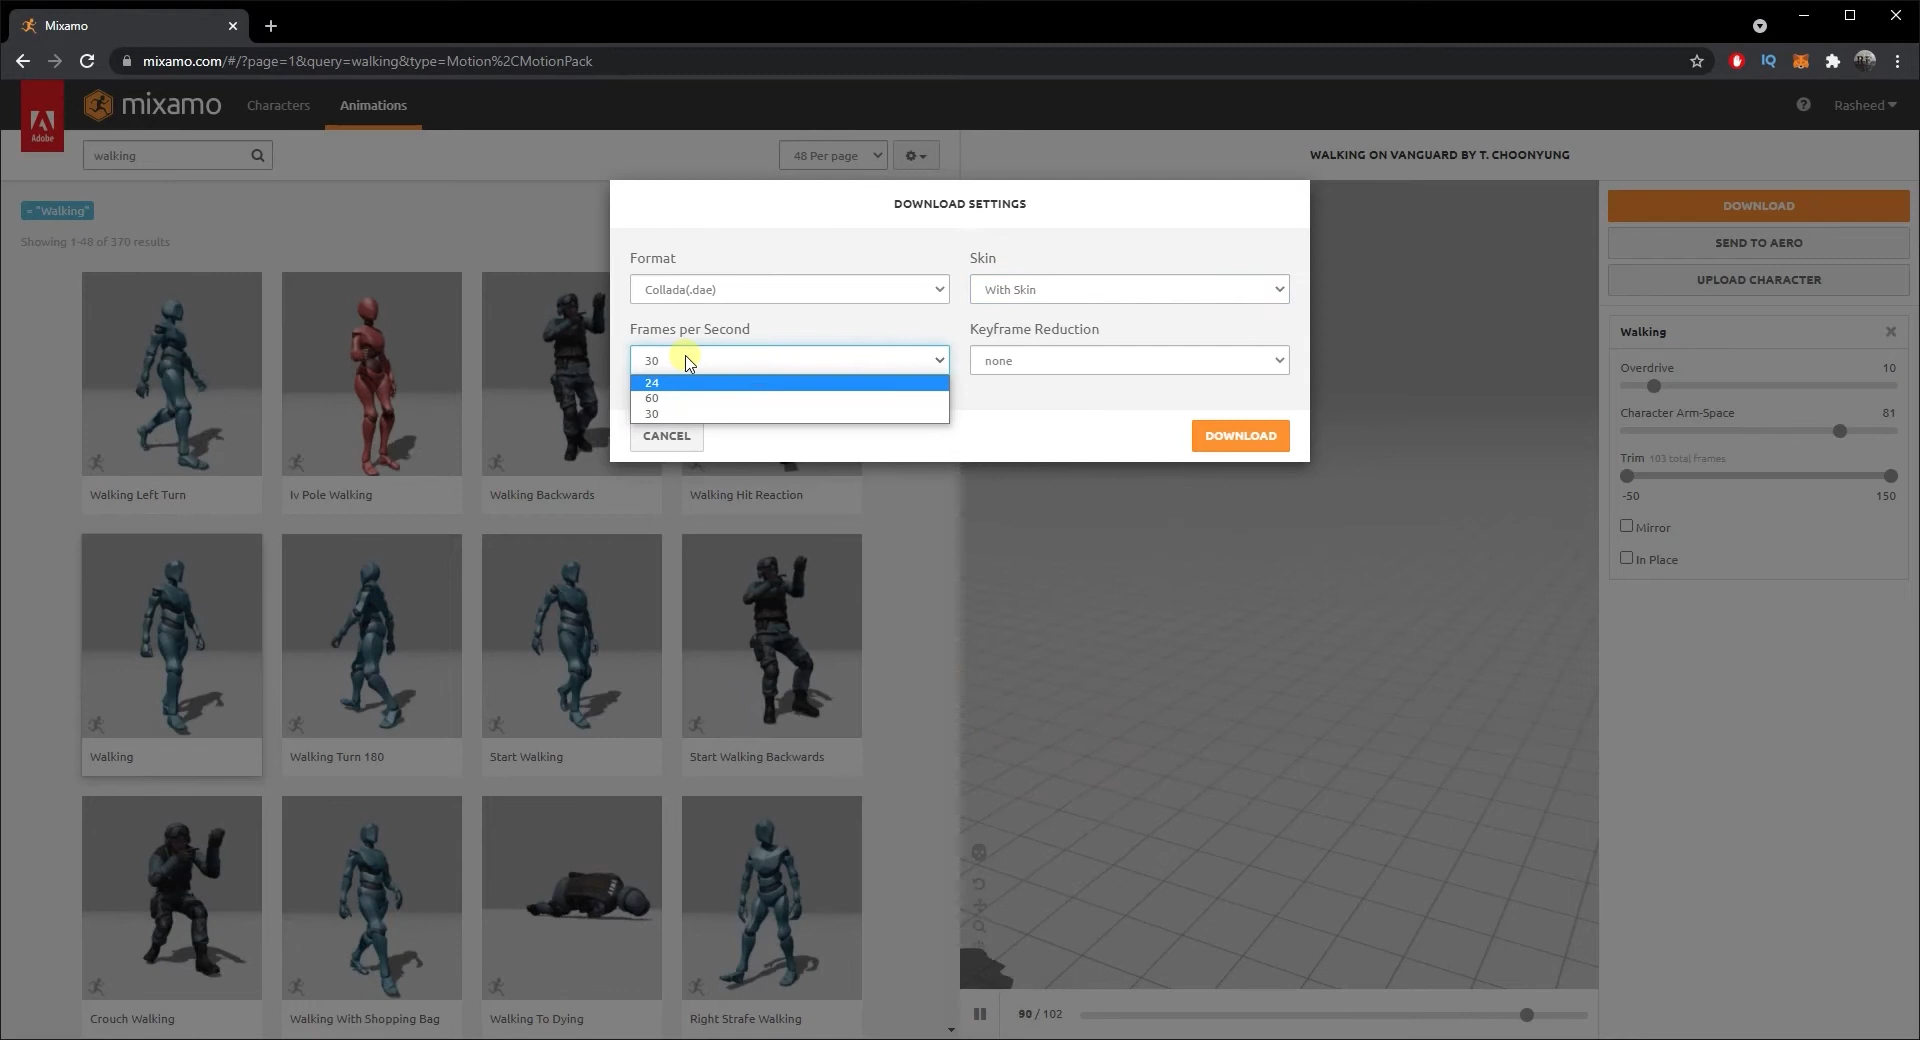 Mixamo
mixamo.com/#/?page=1&query=walking&type=Motion%2CMotionPack
IQ
Adobe
mixamo
Characters
Animations
Rasheed
walking
48 Per page
WALKING ON VANGUARD BY T. CHOONYUNG
= "Walking"
Showing 1-48 of 370 results
DOWNLOAD SETTINGS
Format
Skin
Collada(.dae)
With Skin
Frames per Second
Keyframe Reduction
30
none
24
60
30
CANCEL
DOWNLOAD
DOWNLOAD
SEND TO AERO
UPLOAD CHARACTER
Walking
Overdrive 10
Character Arm-Space 81
Trim 103 total frames
-50 150
Mirror
In Place
Walking Left Turn
Iv Pole Walking
Walking Backwards
Walking Hit Reaction
Walking
Walking Turn 180
Start Walking
Start Walking Backwards
Crouch Walking
Walking With Shopping Bag
Walking To Dying
Right Strafe Walking
90 / 102